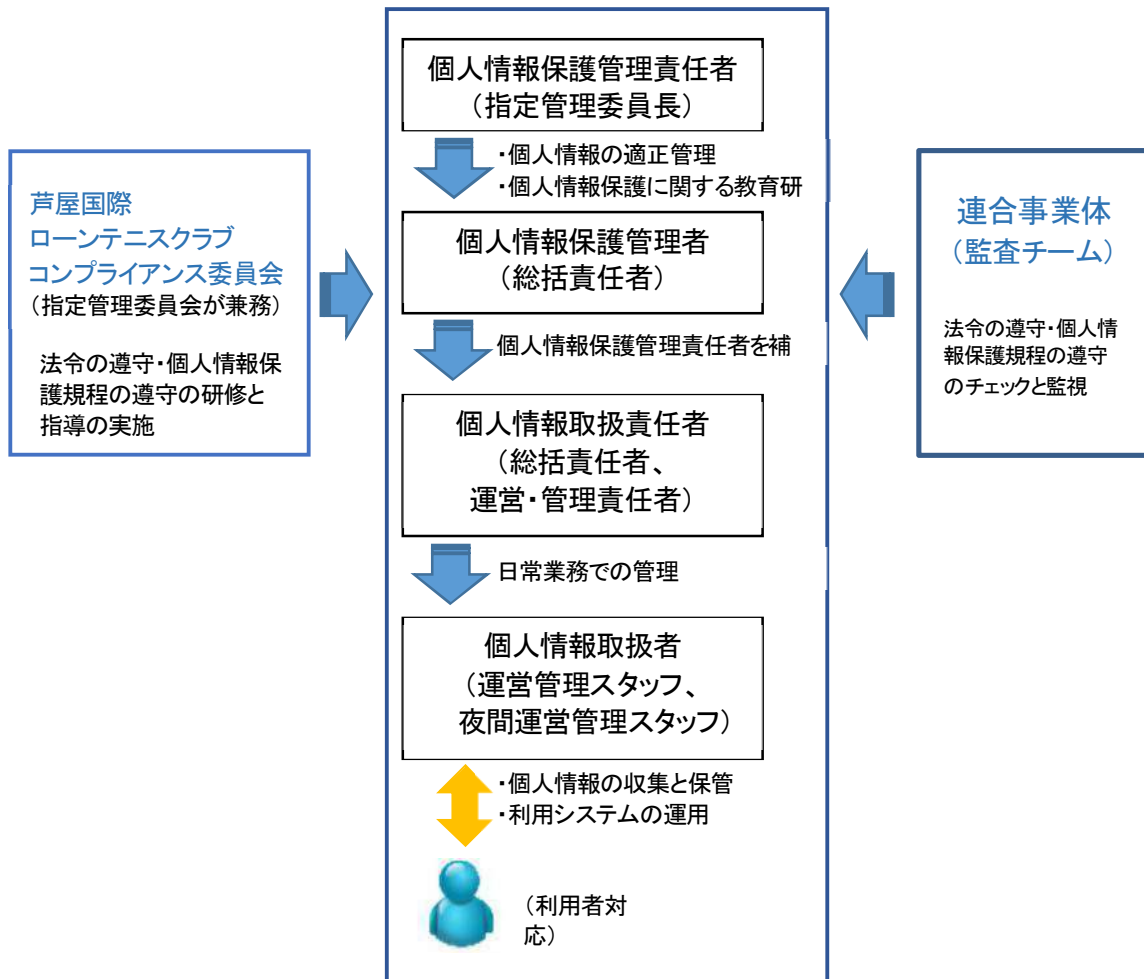 個人情報保護管理責任者
（指定管理委員長）
・個人情報の適正管理
・個人情報保護に関する教育研
芦屋国際
ローンテニスクラブ
コンプライアンス委員会
（指定管理委員会が兼務）
法令の遵守・個人情報保
護規程の遵守の研修と
指導の実施
個人情報保護管理者
（総括責任者）
連合事業体
（監査チーム）
法令の遵守・個人情
報保護規程の遵守
のチェックと監視
個人情報保護管理責任者を補
個人情報取扱責任者
（総括責任者、
運営・管理責任者）
日常業務での管理
個人情報取扱者
（運営管理スタッフ、
夜間運営管理スタッフ）
・個人情報の収集と保管
・利用システムの運用
（利用者対
応）